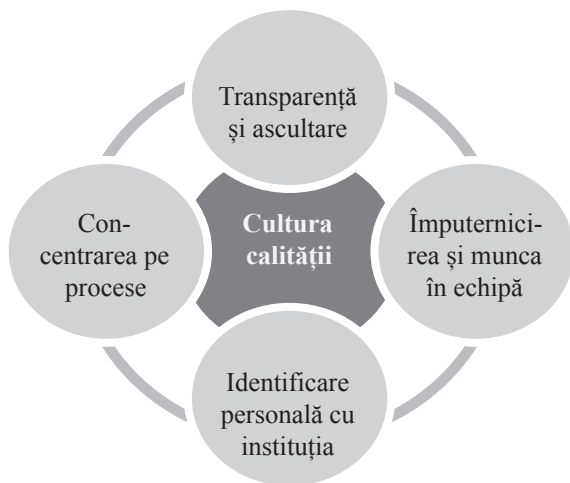 Transparență
și ascultare
Con-
centrarea pe
procese
Cultura
calității
Împuternici-
rea și munca
în echipă
Identificare
personală cu
instituția